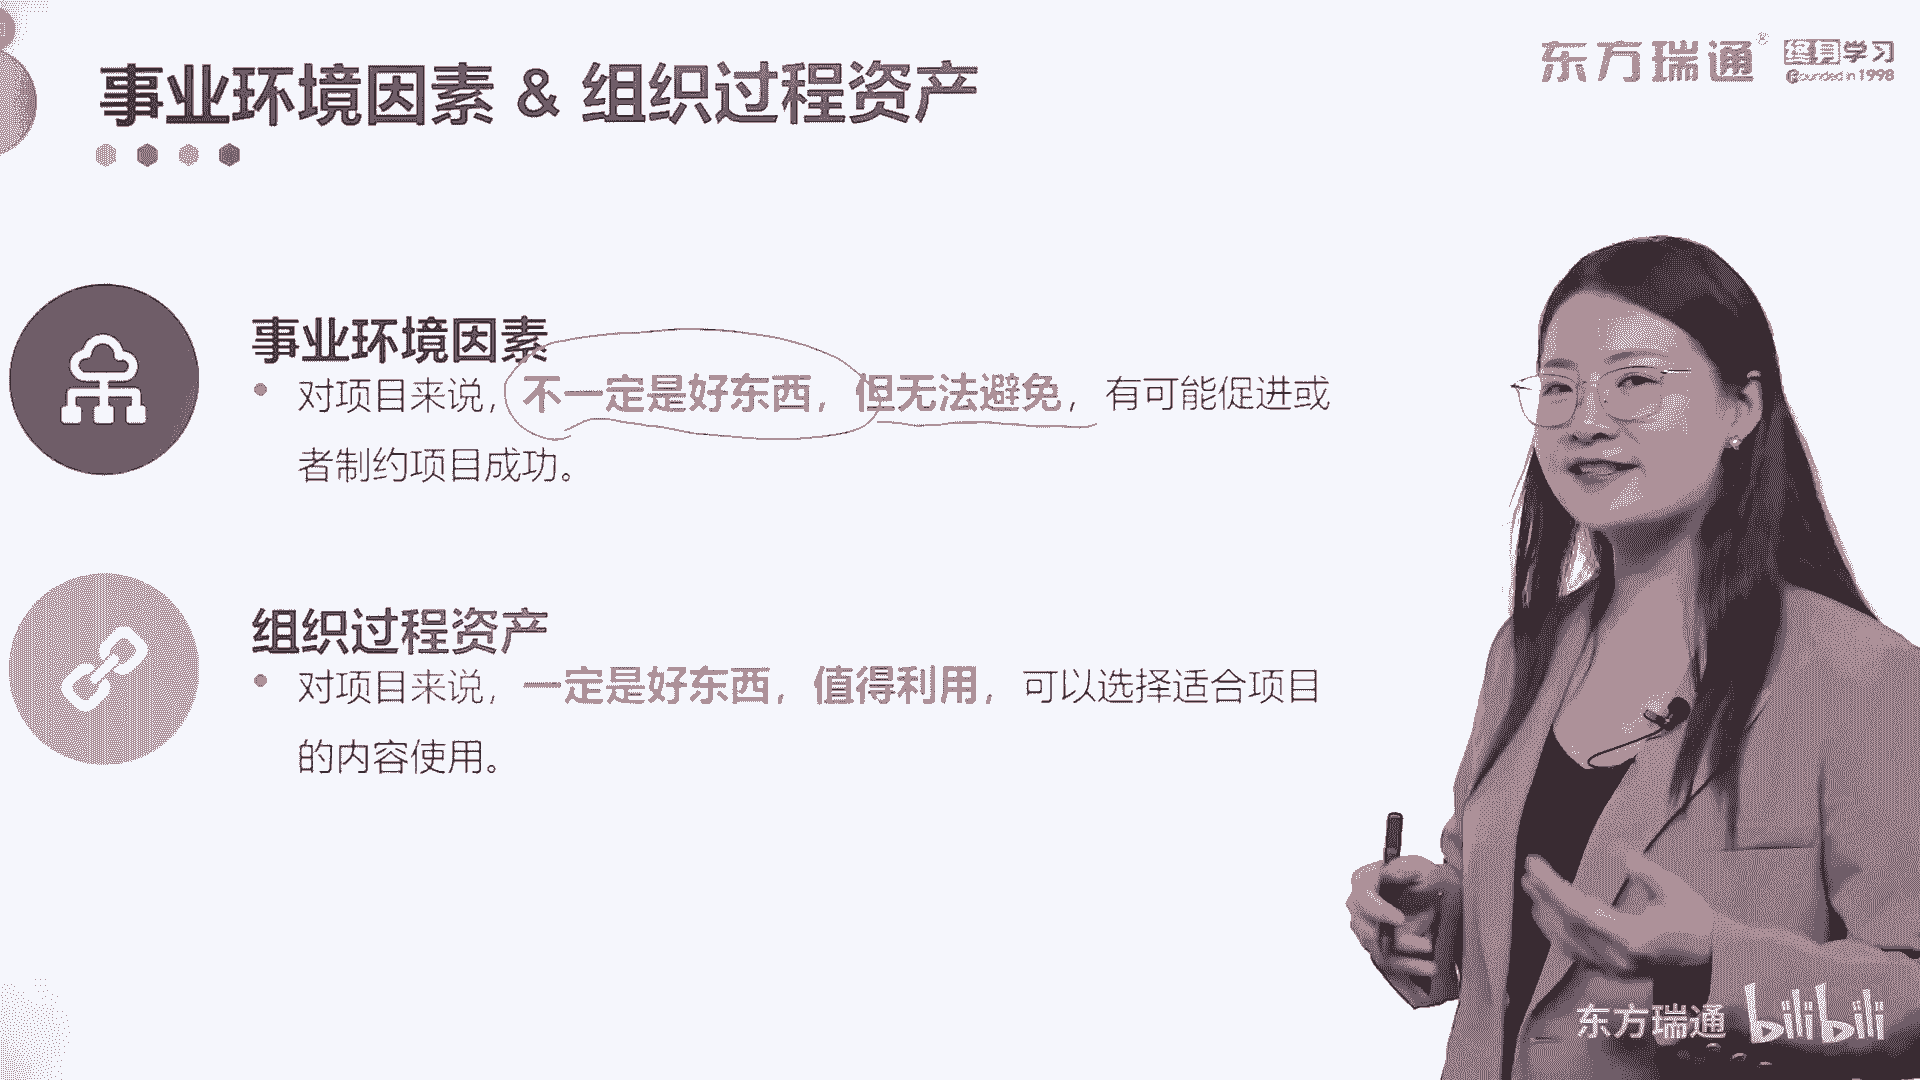 事业环境因素 & 组织过程资产
东方瑞通® 终身学习
Founded in 1998
事业环境因素
• 对项目来说，不一定是好东西，但无法避免，有可能促进或
者制约项目成功。
组织过程资产
• 对项目来说，一定是好东西，值得利用，可以选择适合项目
的内容使用。
东方瑞通 bilibili